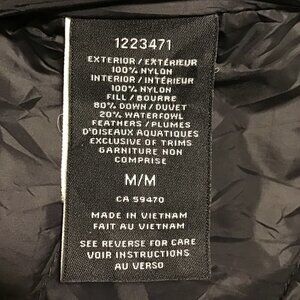 1223471
EXTERIOR / EXTÉRIEUR
100% NYLON
INTERIOR / INTÉRIEUR
100% NYLON
FILL / BOURRE
80% DOWN / DUVET
20% WATERFOWL
FEATHERS / PLUMES
D'OISEAUX AQUATIQUES
EXCLUSIVE OF TRIMS
GARNITURE NON
COMPRISE
M/M
CA 59470
MADE IN VIETNAM
FAIT AU VIETNAM
SEE REVERSE FOR CARE
VOIR INSTRUCTIONS
AU VERSO